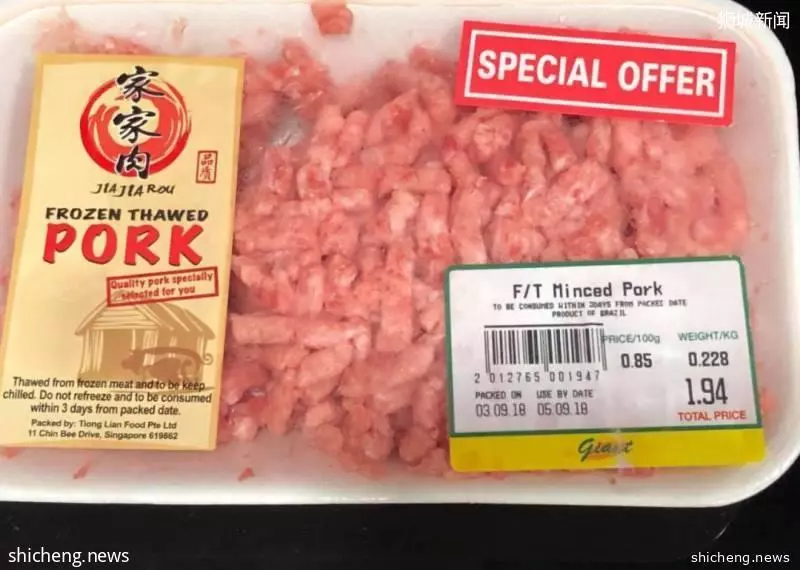 狮城新闻
shicheng.news
SPECIAL OFFER
家家肉
品质
JIA JIA ROU
FROZEN THAWED
PORK
Quality pork specially
selected for you
Thawed from frozen meat and to be keep
chilled. Do not refreeze and to be consumed
within 3 days from packed date.
Packed by: Tiong Lian Food Pte Ltd
11 Chin Bee Drive, Singapore 619862
F/T Minced Pork
TO BE CONSUMED WITHIN 3DAYS FROM PACKED DATE
PRODUCT OF BRAZIL
PRICE/100g WEIGHT/KG
0.85 0.228
2 012765 001947
PACKED ON USE BY DATE
03.09.18 05.09.18
1.94
TOTAL PRICE
Giant
shicheng.news
shicheng.news